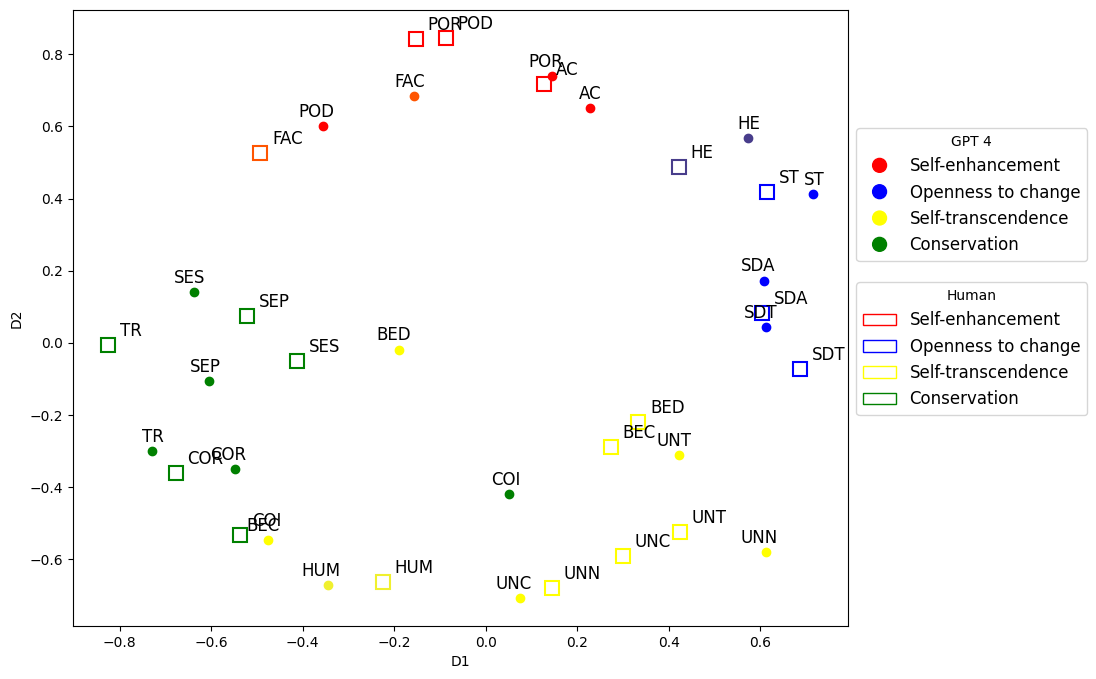 POR POD
POR
AC
FAC
AC
POD
HE
FAC
HE
ST ST
SDA
SES
SEP
SDA
SDT
TR
BED
SES
SEP
SDT
BED
BEC
UNT
TR
COR
COR
COI
COI
BEC
UNT
UNN
UNC
HUM
HUM
UNN
UNC
0.8
0.6
0.4
0.2
0.0
−0.2
−0.4
−0.6
D2
−0.8 −0.6 −0.4 −0.2 0.0 0.2 0.4 0.6
D1
GPT 4
Self-enhancement
Openness to change
Self-transcendence
Conservation
Human
Self-enhancement
Openness to change
Self-transcendence
Conservation